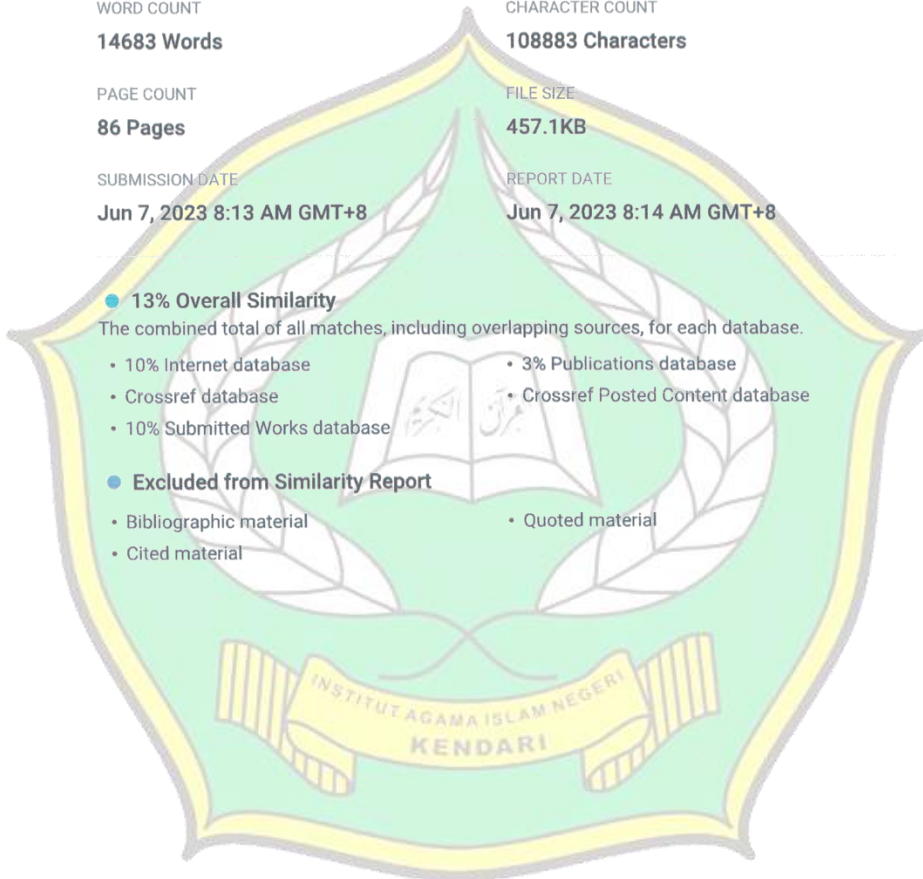 WORD COUNT
14683 Words
CHARACTER COUNT
108883 Characters
PAGE COUNT
86 Pages
FILE SIZE
457.1KB
SUBMISSION DATE
Jun 7, 2023 8:13 AM GMT+8
REPORT DATE
Jun 7, 2023 8:14 AM GMT+8
● 13% Overall Similarity
The combined total of all matches, including overlapping sources, for each database.
• 10% Internet database
• 3% Publications database
• Crossref database
• Crossref Posted Content database
• 10% Submitted Works database
● Excluded from Similarity Report
• Bibliographic material
• Quoted material
• Cited material
INSTITUT AGAMA ISLAM NEGERI
KENDARI